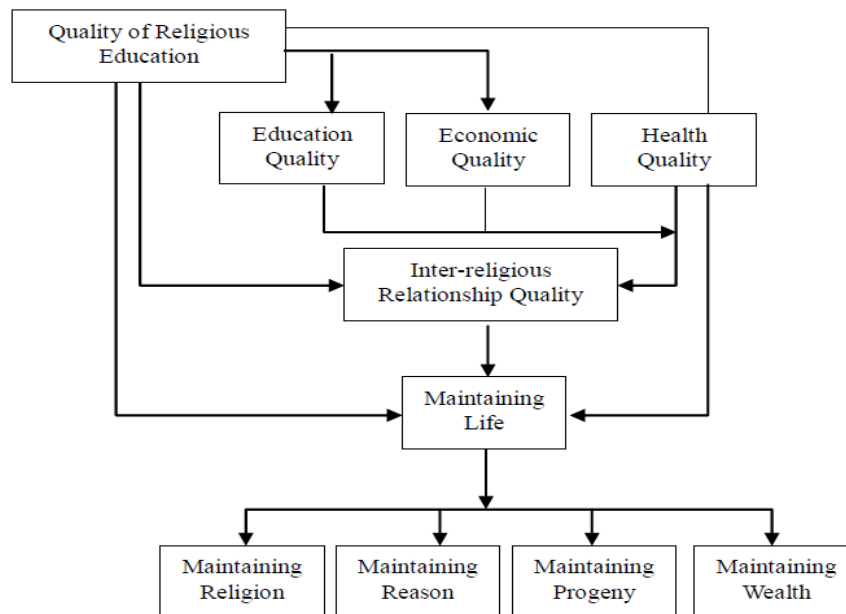 Quality of Religious
Education
Education
Quality
Economic
Quality
Health
Quality
Inter-religious
Relationship Quality
Maintaining
Life
Maintaining
Religion
Maintaining
Reason
Maintaining
Progeny
Maintaining
Wealth